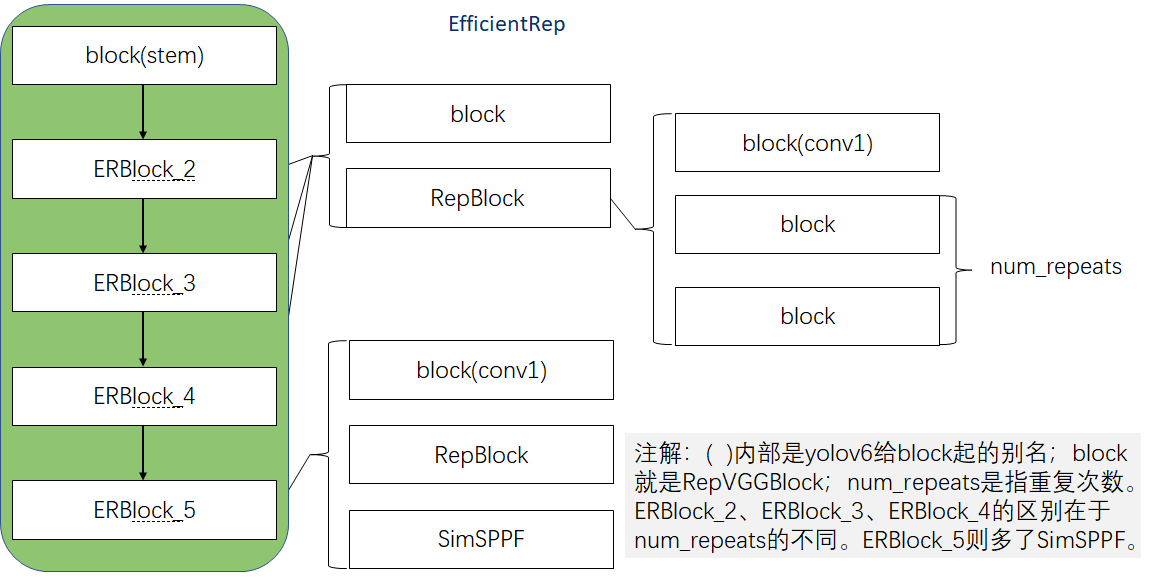 EfficientRep
block(stem)
ERBlock_2
ERBlock_3
ERBlock_4
ERBlock_5
block
RepBlock
block(conv1)
block
block
num_repeats
block(conv1)
RepBlock
SimSPPF
注解：( )内部是yolov6给block起的别名；block
就是RepVGGBlock；num_repeats是指重复次数。
ERBlock_2、ERBlock_3、ERBlock_4的区别在于
num_repeats的不同。ERBlock_5则多了SimSPPF。